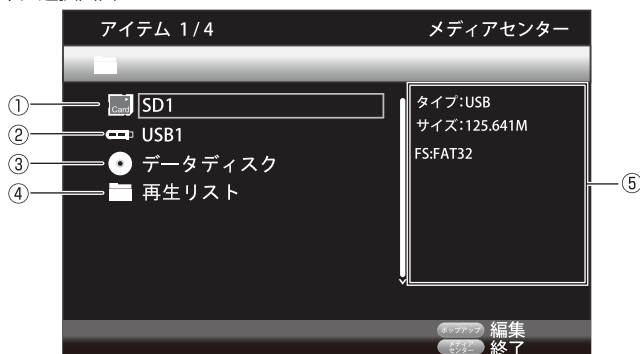 アイテム 1/4
メディアセンター
① Card SD1
② USB1
③ データディスク
④ 再生リスト
タイプ:USB
サイズ:125.641M
FS:FAT32
⑤
ポップアップ 編集
メディアセンター 終了